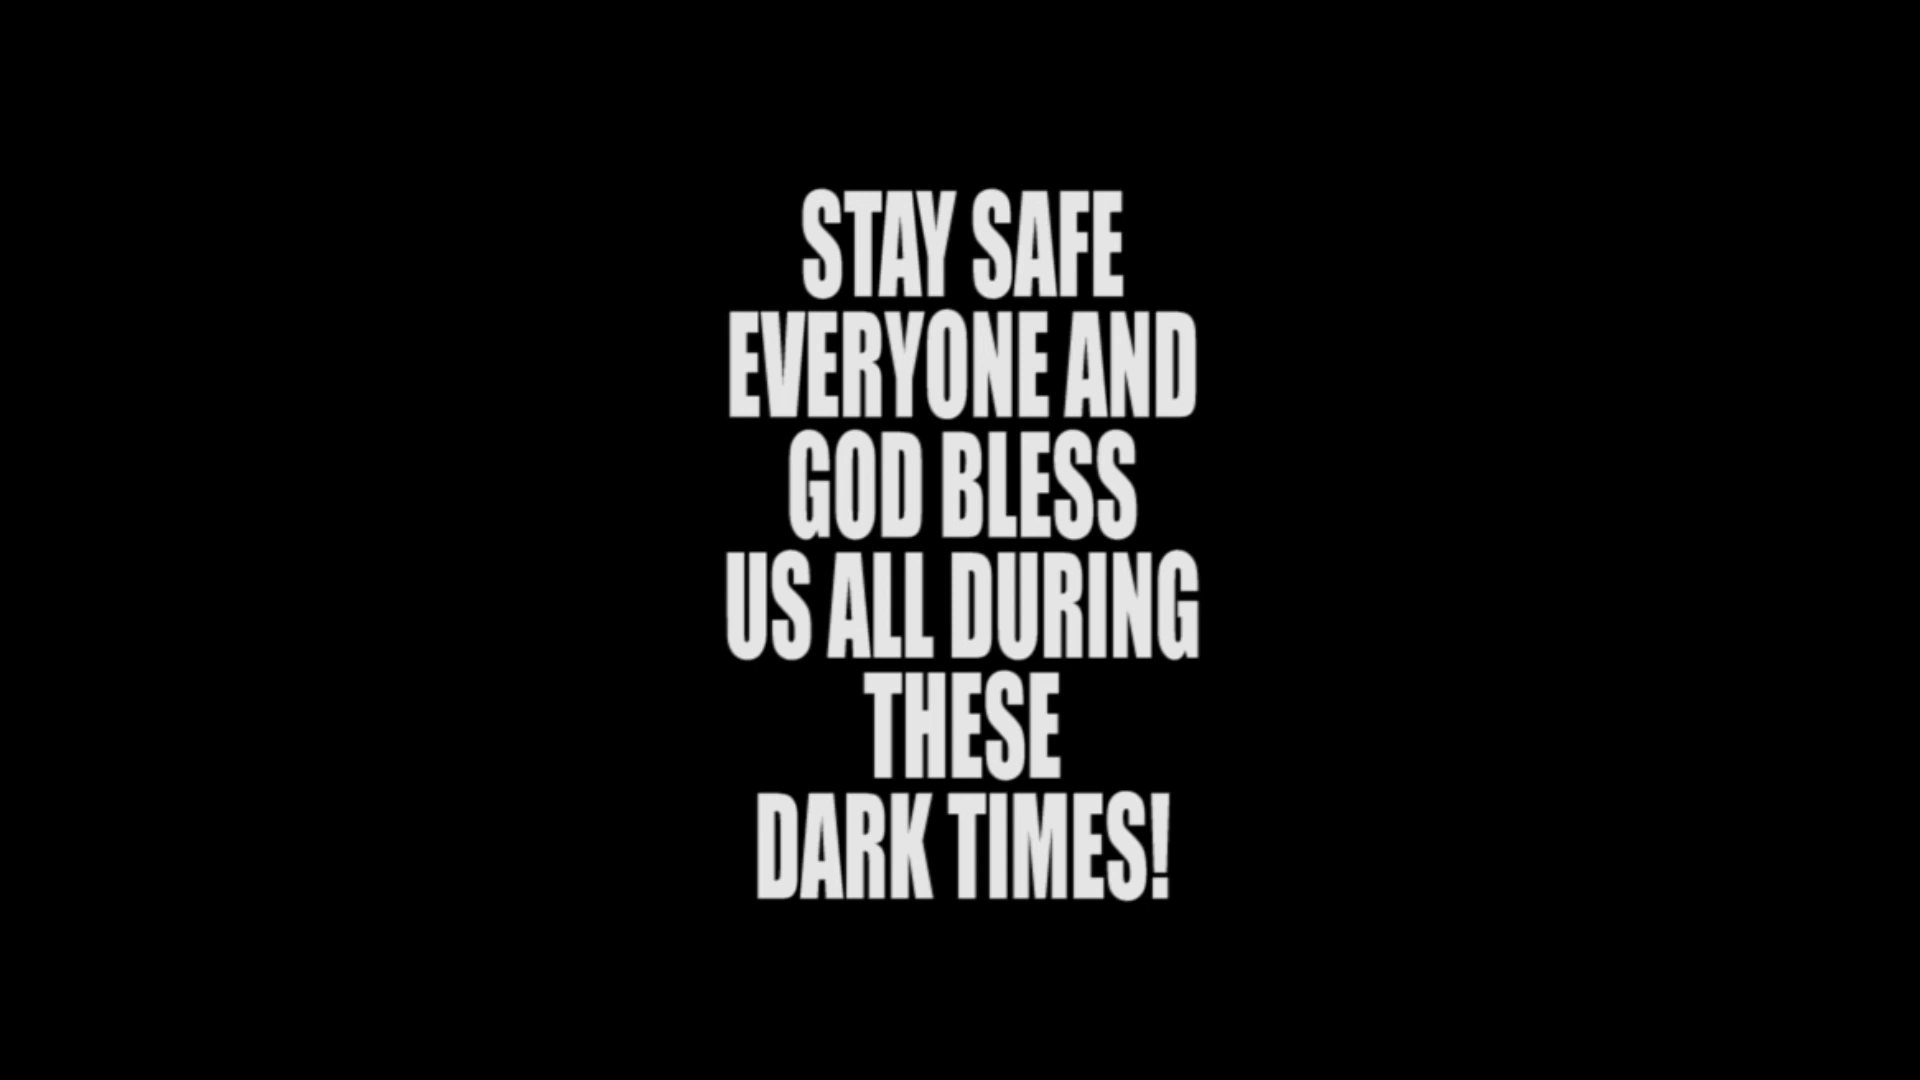 STAY SAFE
EVERYONE AND
GOD BLESS
US ALL DURING
THESE
DARK TIMES!